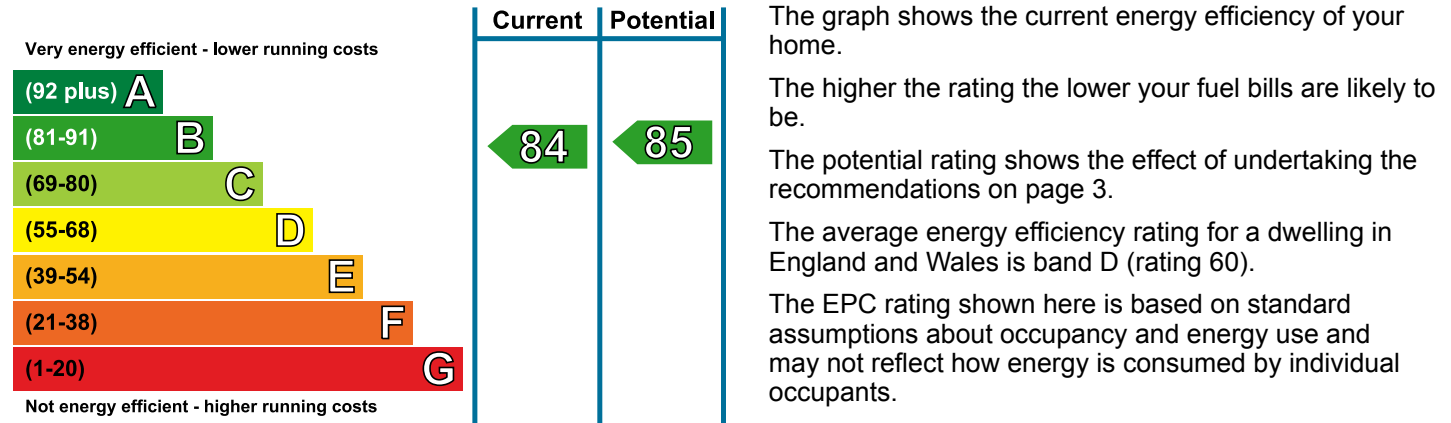 Current Potential
Very energy efficient - lower running costs
(92 plus) A
(81-91) B
84 85
(69-80) C
(55-68) D
(39-54) E
(21-38) F
(1-20) G
Not energy efficient - higher running costs
The graph shows the current energy efficiency of your
home.
The higher the rating the lower your fuel bills are likely to
be.
The potential rating shows the effect of undertaking the
recommendations on page 3.
The average energy efficiency rating for a dwelling in
England and Wales is band D (rating 60).
The EPC rating shown here is based on standard
assumptions about occupancy and energy use and
may not reflect how energy is consumed by individual
occupants.